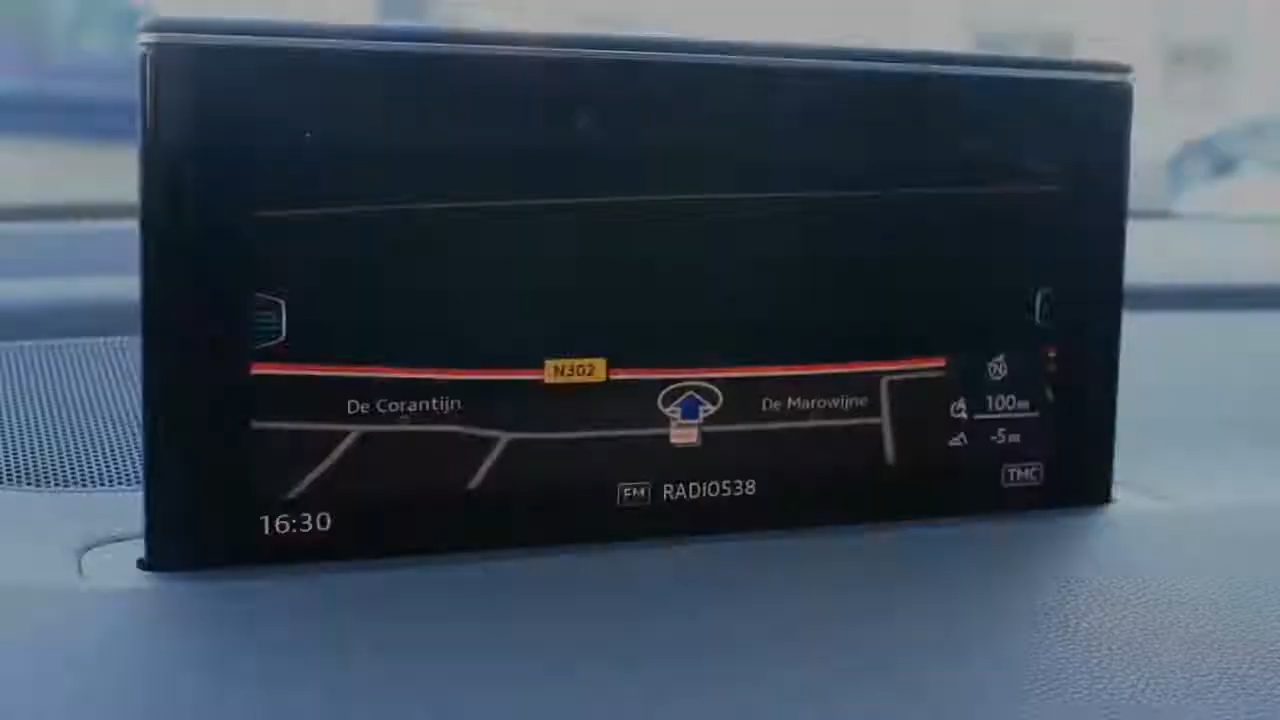 N302
De Corantijn
De Marowijne
N
100m
-5m
TMC
FM RADIO538
16:30